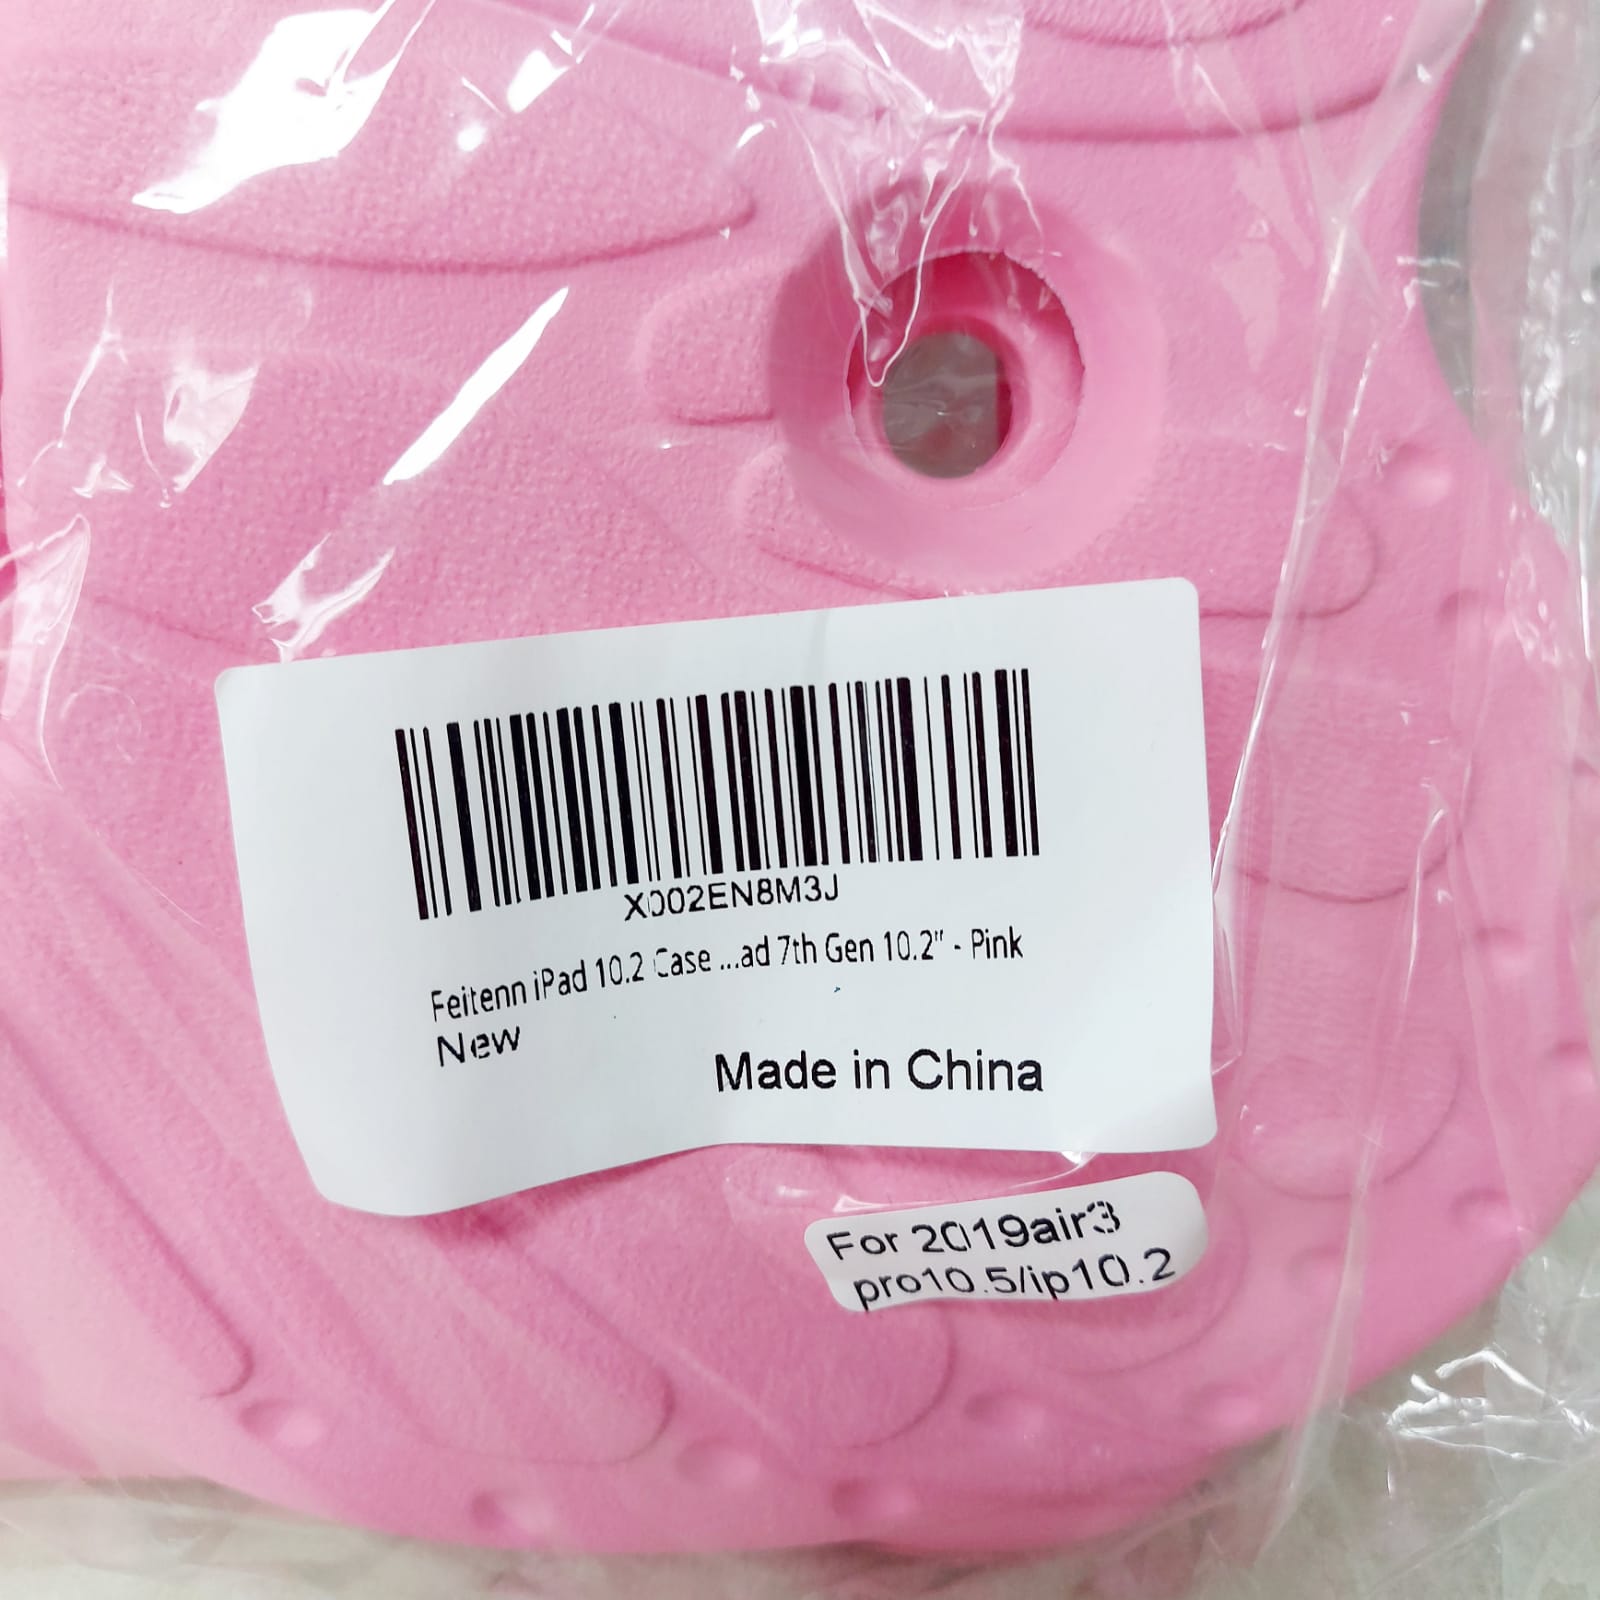 X002EN8M3J
Feitenn iPad 10.2 Case ...ad 7th Gen 10.2" - Pink
New
Made in China
For 2019air3
pro10.5/ip10.2